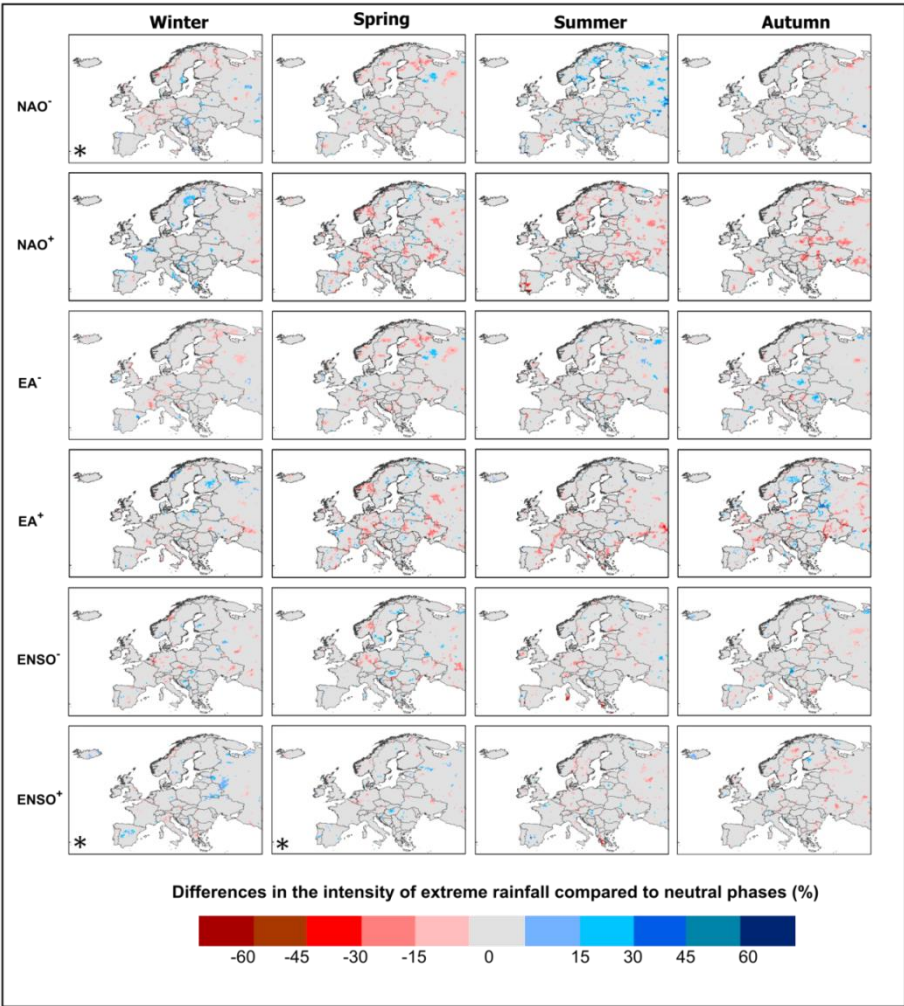 Winter Spring Summer Autumn
NAO⁻
*
NAO⁺
EA⁻
EA⁺
ENSO⁻
ENSO⁺
* *
Differences in the intensity of extreme rainfall compared to neutral phases (%)
-60 -45 -30 -15 0 15 30 45 60